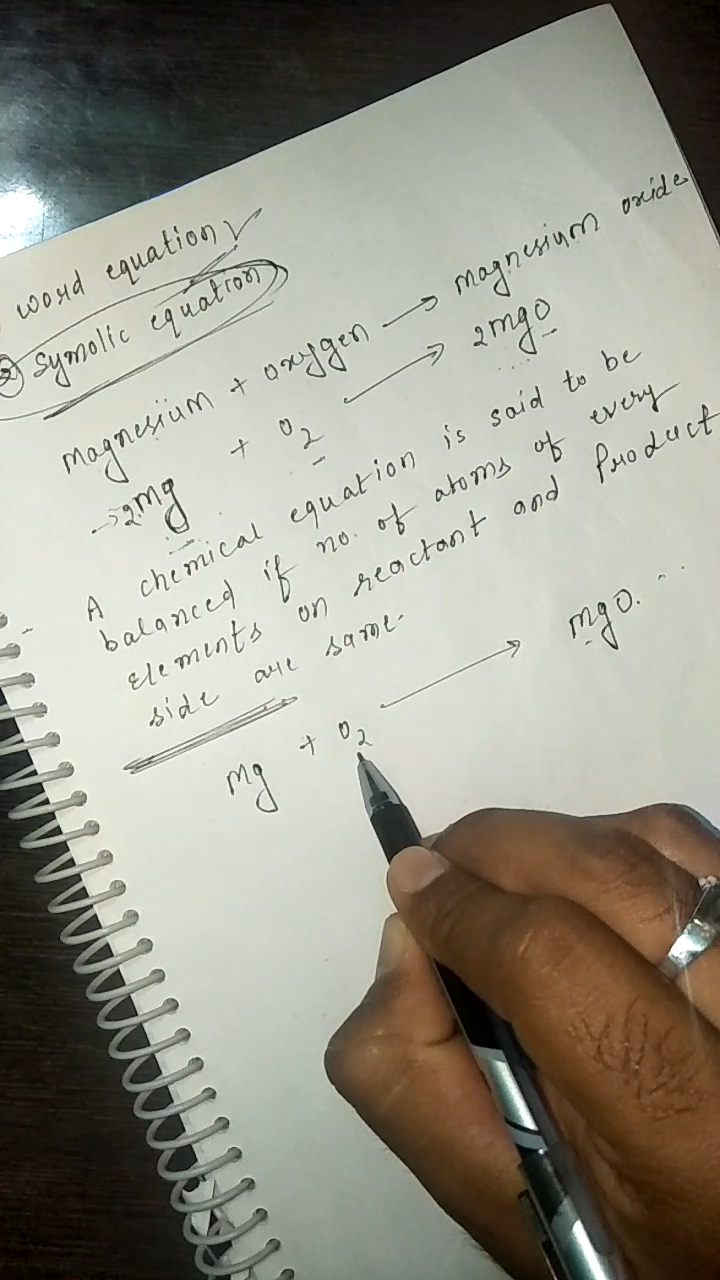 word equation ✓
② Symolic equation
Magnesium + oxygen → magnesium oxide
→ 2mg + O2 → 2mgO
A chemical equation is said to be
balanced if no. of atoms of every
Elements on reactant and Product
side are same.
mg + O2 → mgO.